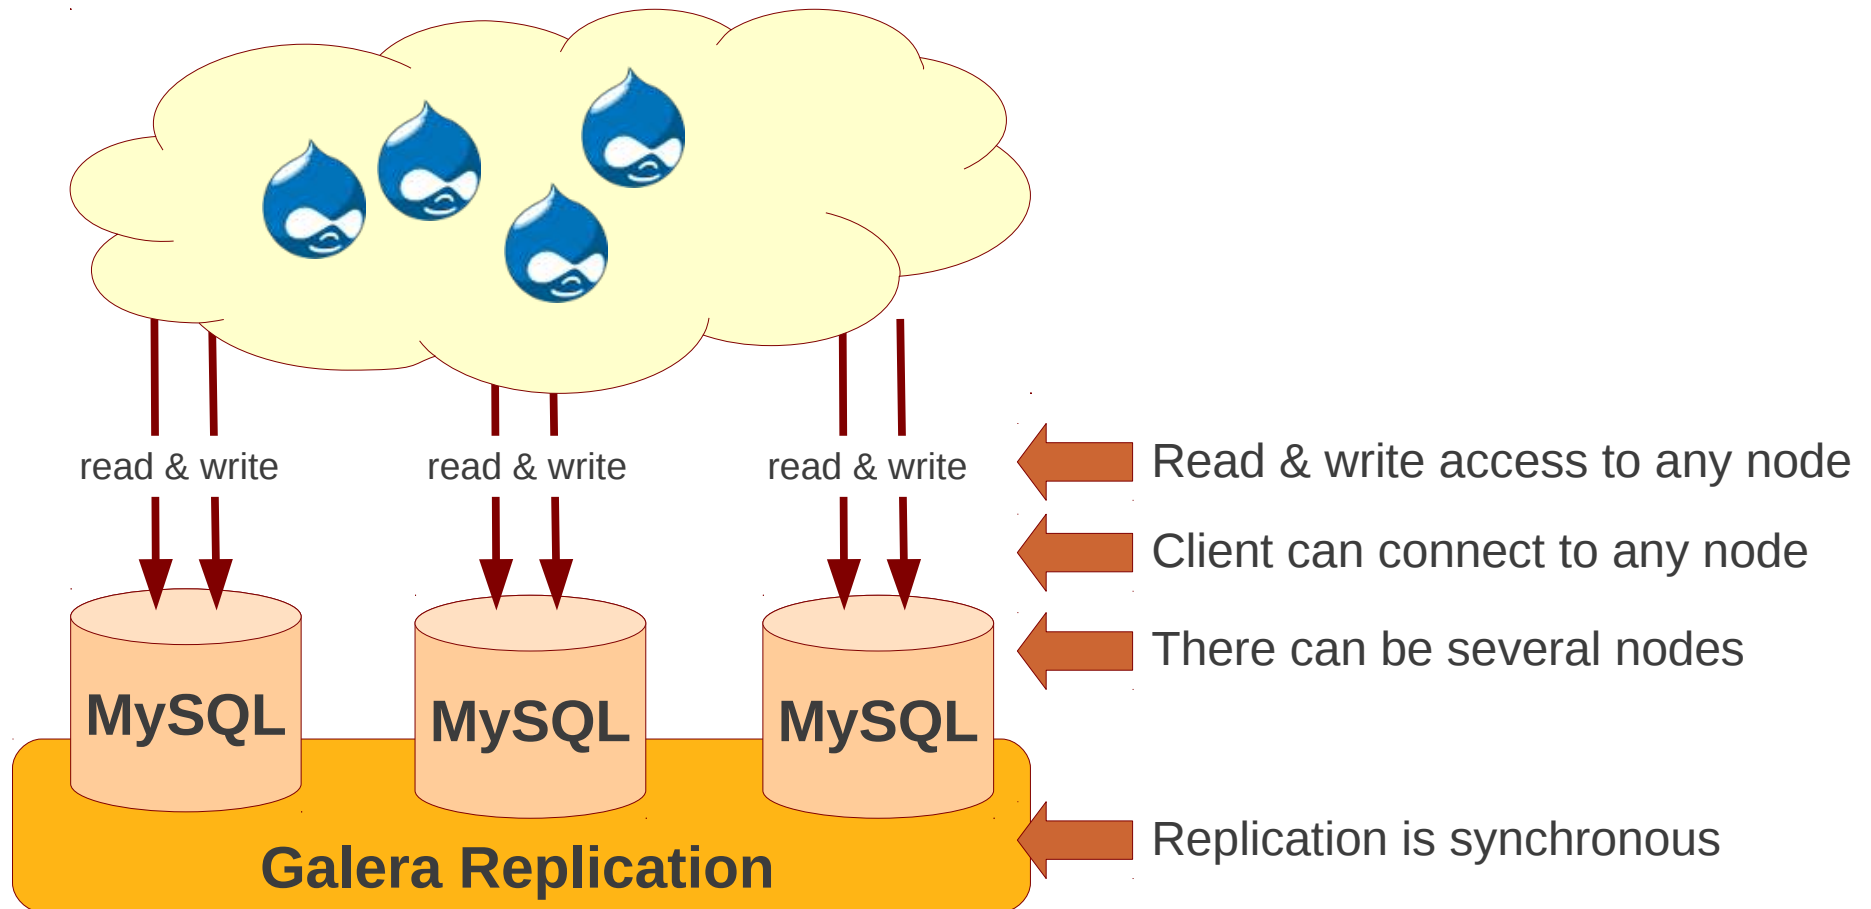 read & write
read & write
read & write
Read & write access to any node
Client can connect to any node
There can be several nodes
MySQL
MySQL
MySQL
Replication is synchronous
Galera Replication